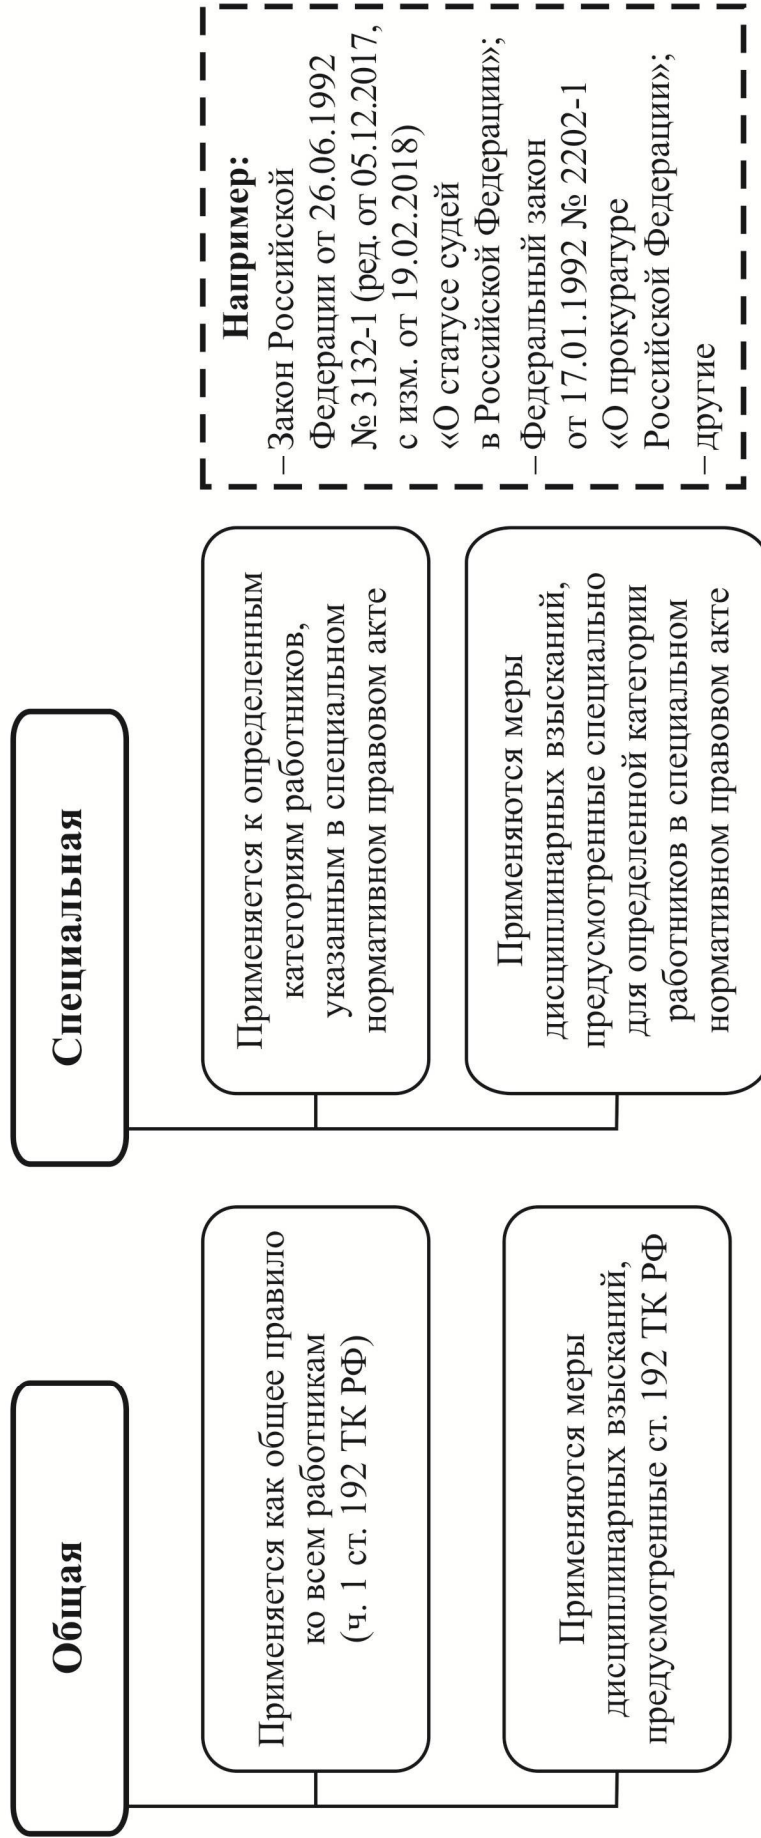 Общая
Применяется как общее правило
ко всем работникам
(ч. 1 ст. 192 ТК РФ)
Применяются меры
дисциплинарных взысканий,
предусмотренные ст. 192 ТК РФ
Специальная
Применяется к определенным
категориям работников,
указанным в специальном
нормативном правовом акте
Применяются меры
дисциплинарных взысканий,
предусмотренные специально
для определенной категории
работников в специальном
нормативном правовом акте
Например:
– Закон Российской
Федерации от 26.06.1992
№ 3132-1 (ред. от 05.12.2017,
с изм. от 19.02.2018)
«О статусе судей
в Российской Федерации»;
– Федеральный закон
от 17.01.1992 № 2202-1
«О прокуратуре
Российской Федерации»;
– другие